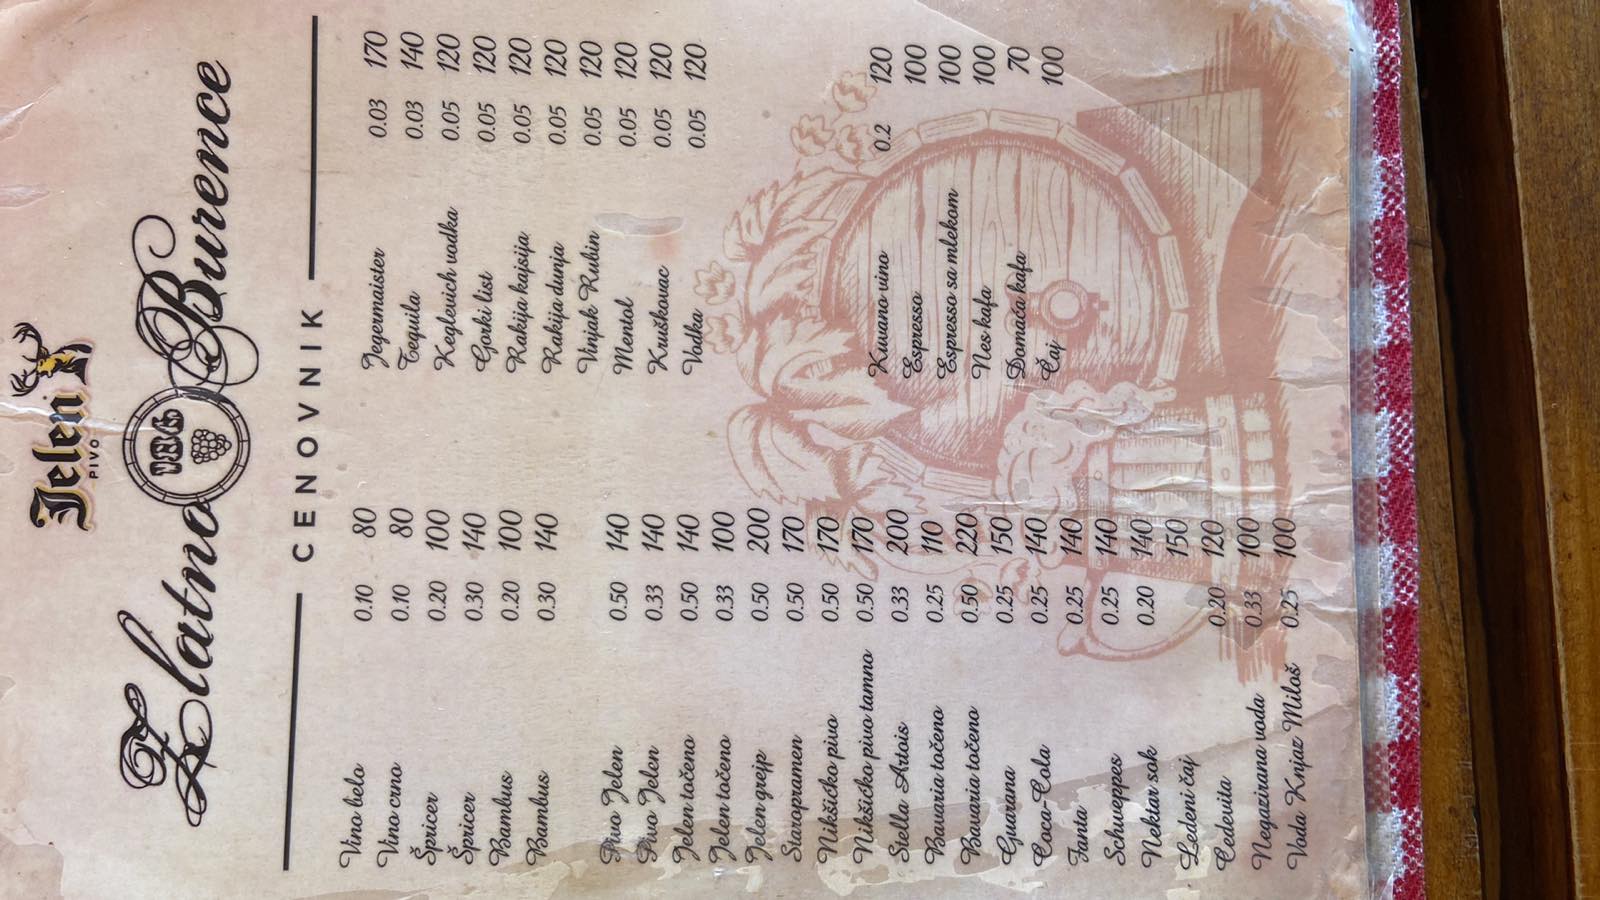 Jelen
PIVO
Zlatno 186 Burence
CENOVNIK
Vino belo 0.10 80
Vino crno 0.10 80
Špricer 0.20 100
Špricer 0.30 140
Bambus 0.20 100
Bambus 0.30 140
Pivo Jelen 0.50 140
Pivo Jelen 0.33 140
Jelen točeno 0.50 140
Jelen točeno 0.33 100
Jelen grejp 0.50 200
Staropramen 0.50 170
Nikšićko pivo 0.50 170
Nikšićko pivo tamno 0.50 170
Stella Artois 0.33 200
Bavaria točeno 0.25 110
Bavaria točeno 0.50 220
Guarana 0.25 150
Coca-Cola 0.25 140
Fanta 0.25 140
Schweppes 0.25 140
Nektar sok 0.20 140
Ledeni čaj 150
Cedevita 0.20 120
Negazirana voda 0.33 100
Voda Knjaz Miloš 0.25 100
Jegermaister 0.03 170
Tequila 0.03 140
Keglevich vodka 0.05 120
Gorki list 0.05 120
Rakija kajsija 0.05 120
Rakija dunja 0.05 120
Vinjak Rubin 0.05 120
Mentol 0.05 120
Kruškovac 0.05 120
Vodka 0.05 120
Kuvano vino 0.2 120
Espresso 100
Espresso sa mlekom 100
Nes kafa 100
Domaća kafa 70
Čaj 100